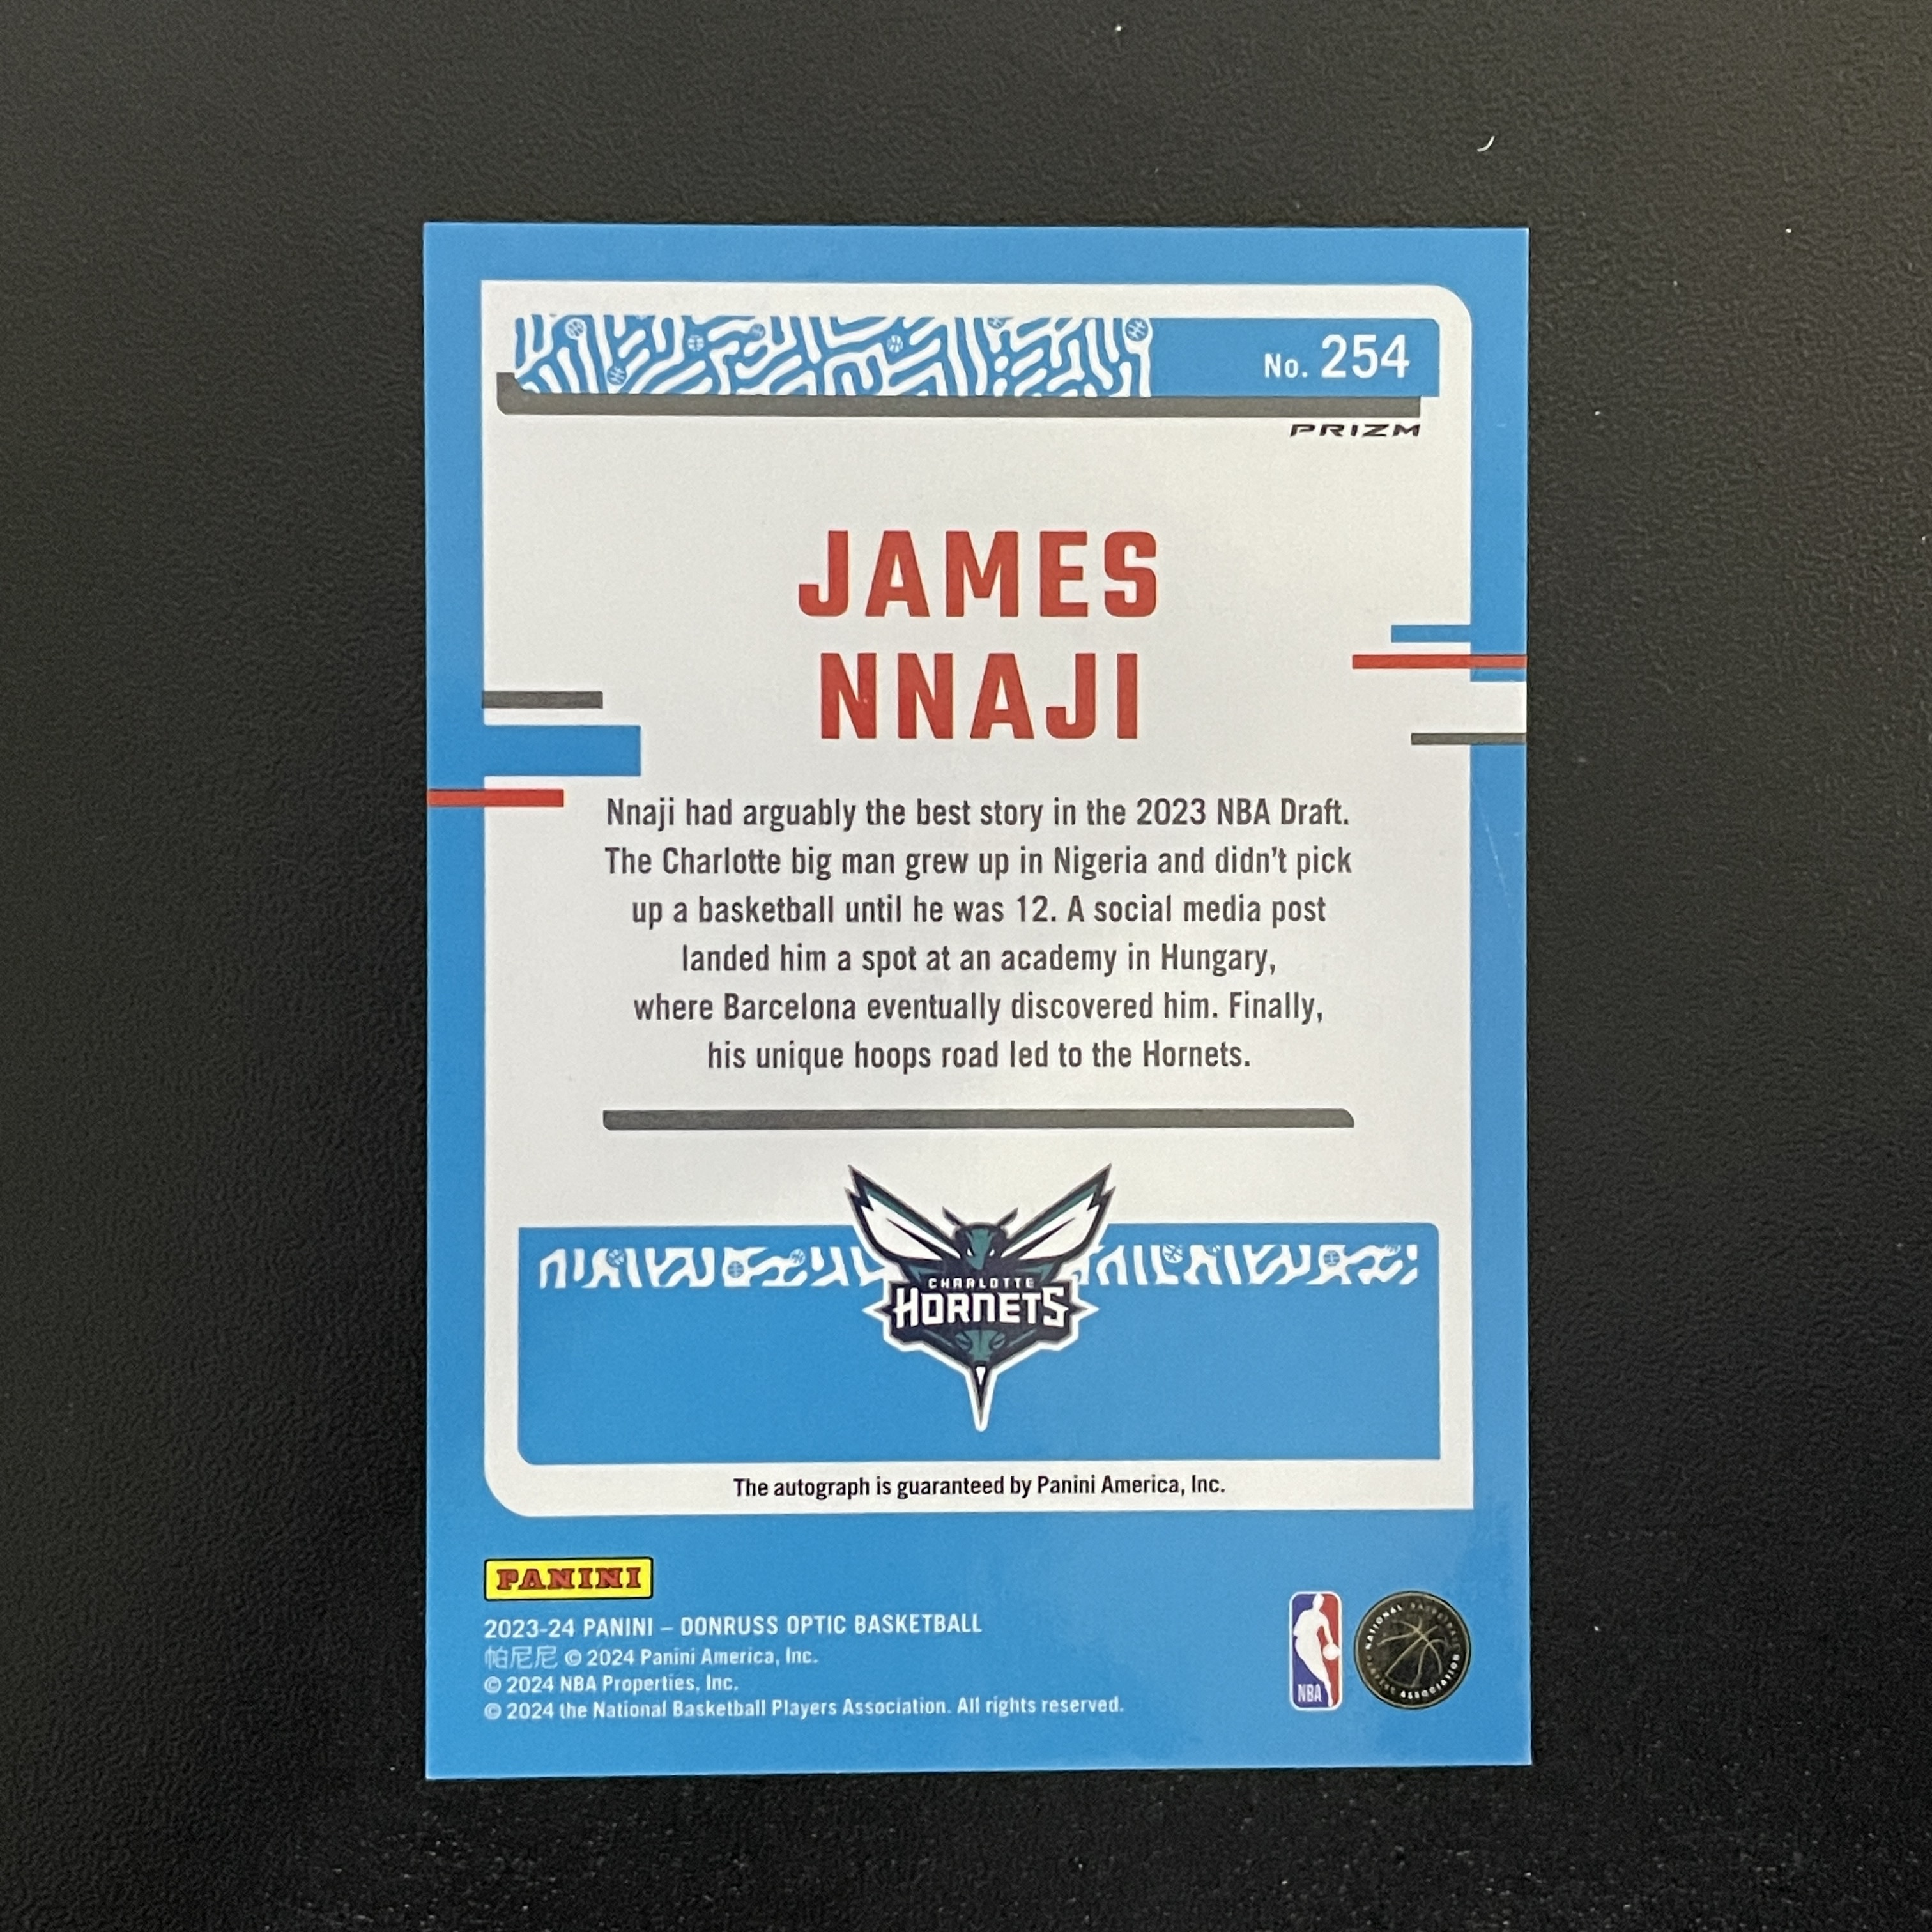 No. 254
PRIZM
JAMES
NNAJI
Nnaji had arguably the best story in the 2023 NBA Draft.
The Charlotte big man grew up in Nigeria and didn't pick
up a basketball until he was 12. A social media post
landed him a spot at an academy in Hungary,
where Barcelona eventually discovered him. Finally,
his unique hoops road led to the Hornets.
CHARLOTTE
HORNETS
The autograph is guaranteed by Panini America, Inc.
PANINI
2023-24 PANINI – DONRUSS OPTIC BASKETBALL
帕尼尼 © 2024 Panini America, Inc.
© 2024 NBA Properties, Inc.
© 2024 the National Basketball Players Association. All rights reserved.
NBA
NATIONAL BASKETBALL
PLAYERS ASSOCIATION